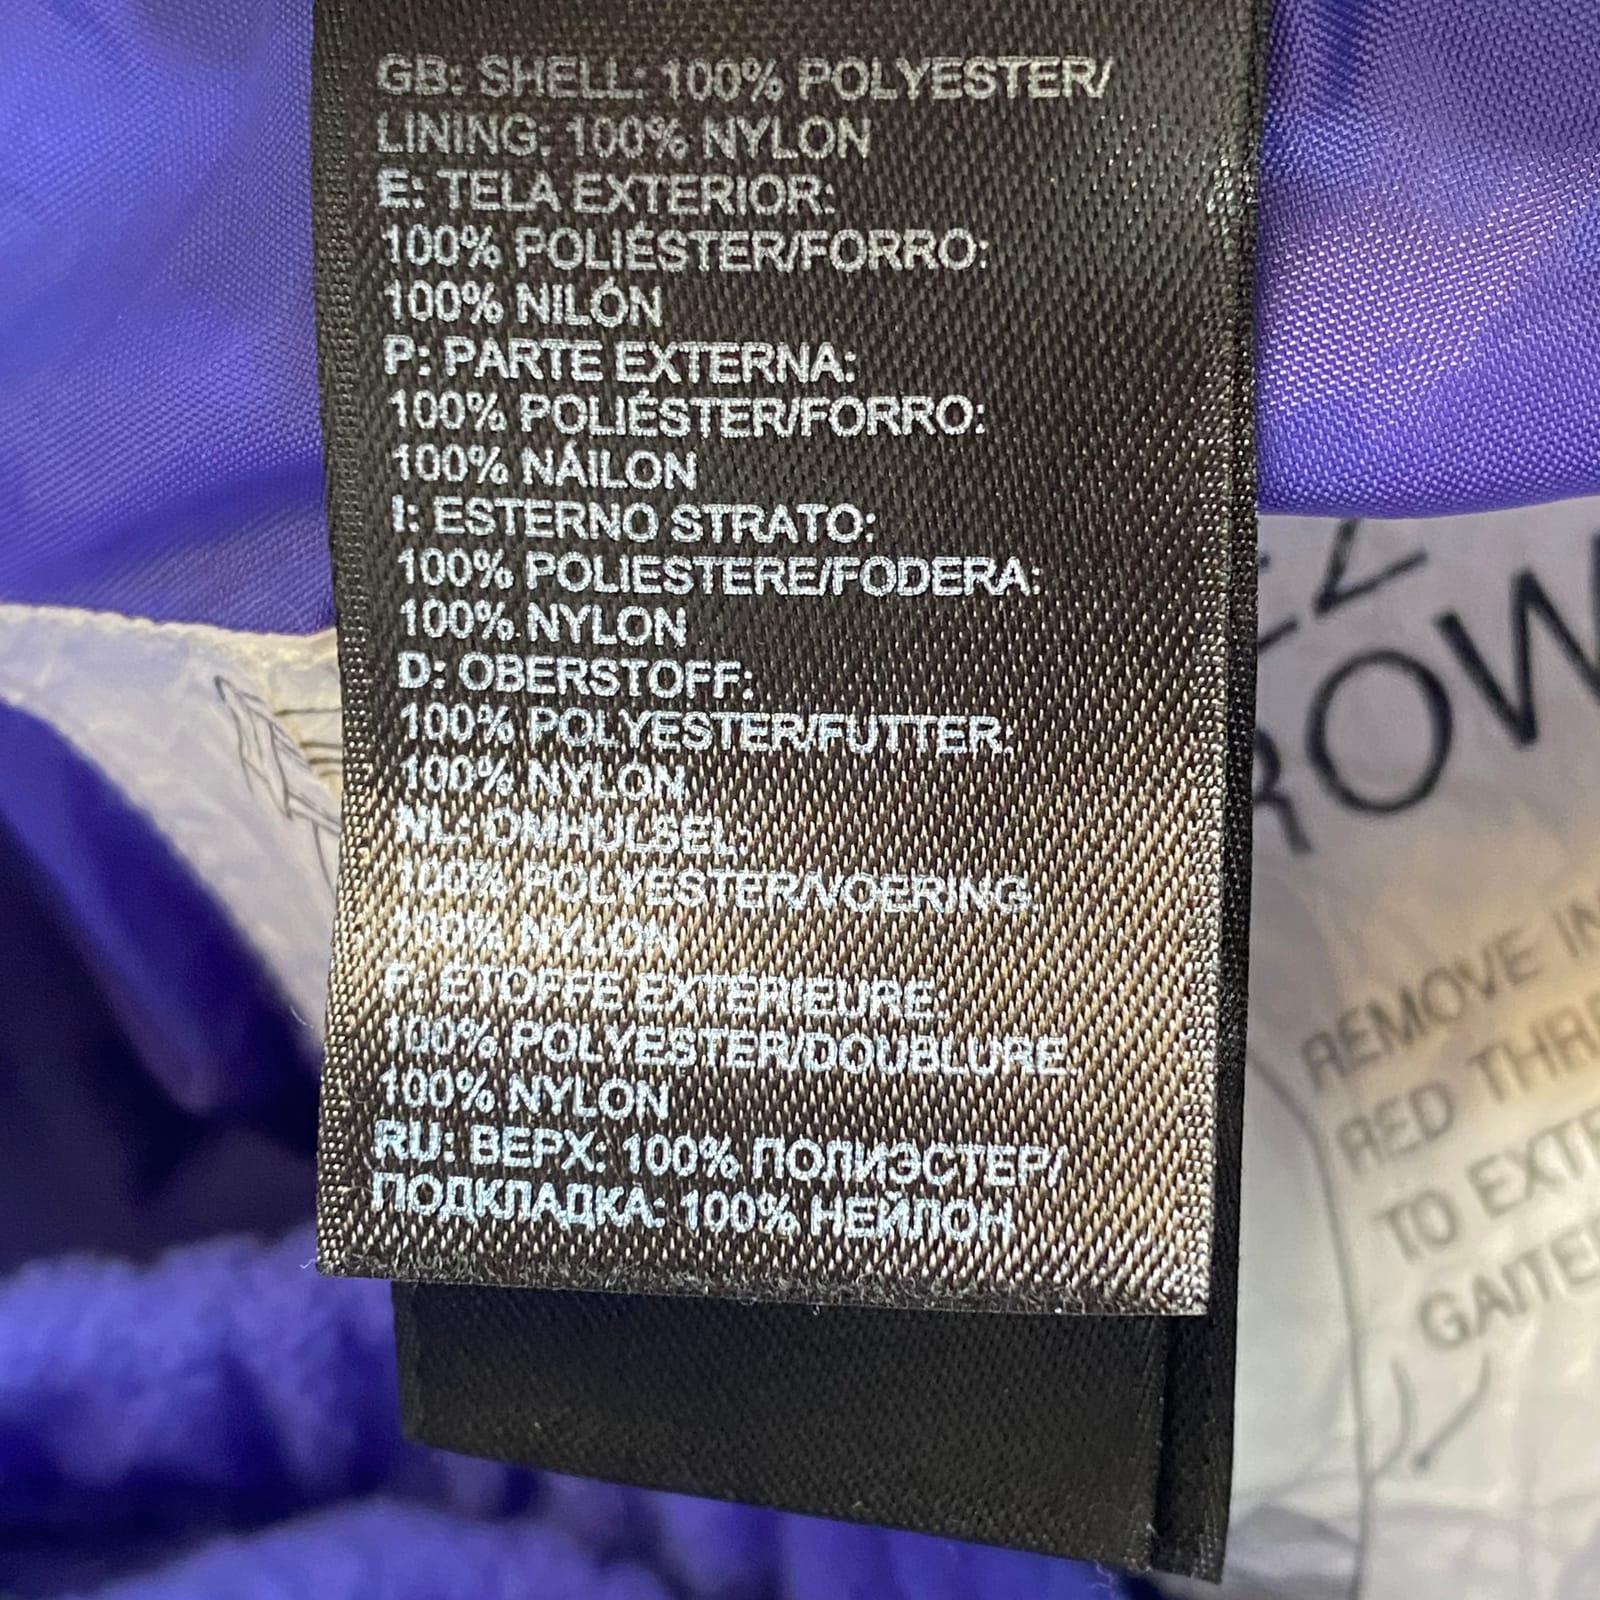 GB: SHELL: 100% POLYESTER/
LINING: 100% NYLON
E: TELA EXTERIOR:
100% POLIÉSTER/FORRO:
100% NILÓN
P: PARTE EXTERNA:
100% POLIÉSTER/FORRO:
100% NÁILON
I: ESTERNO STRATO:
100% POLIESTERE/FODERA:
100% NYLON
D: OBERSTOFF:
100% POLYESTER/FUTTER:
100% NYLON
NL: OMHULSEL:
100% POLYESTER/VOERING:
100% NYLON
F: ÉTOFFE EXTÉRIEURE:
100% POLYESTER/DOUBLURE:
100% NYLON
RU: ВЕРХ: 100% ПОЛИЭСТЕР/
ПОДКЛАДКА: 100% НЕЙЛОН
REMOVE
RED
TO